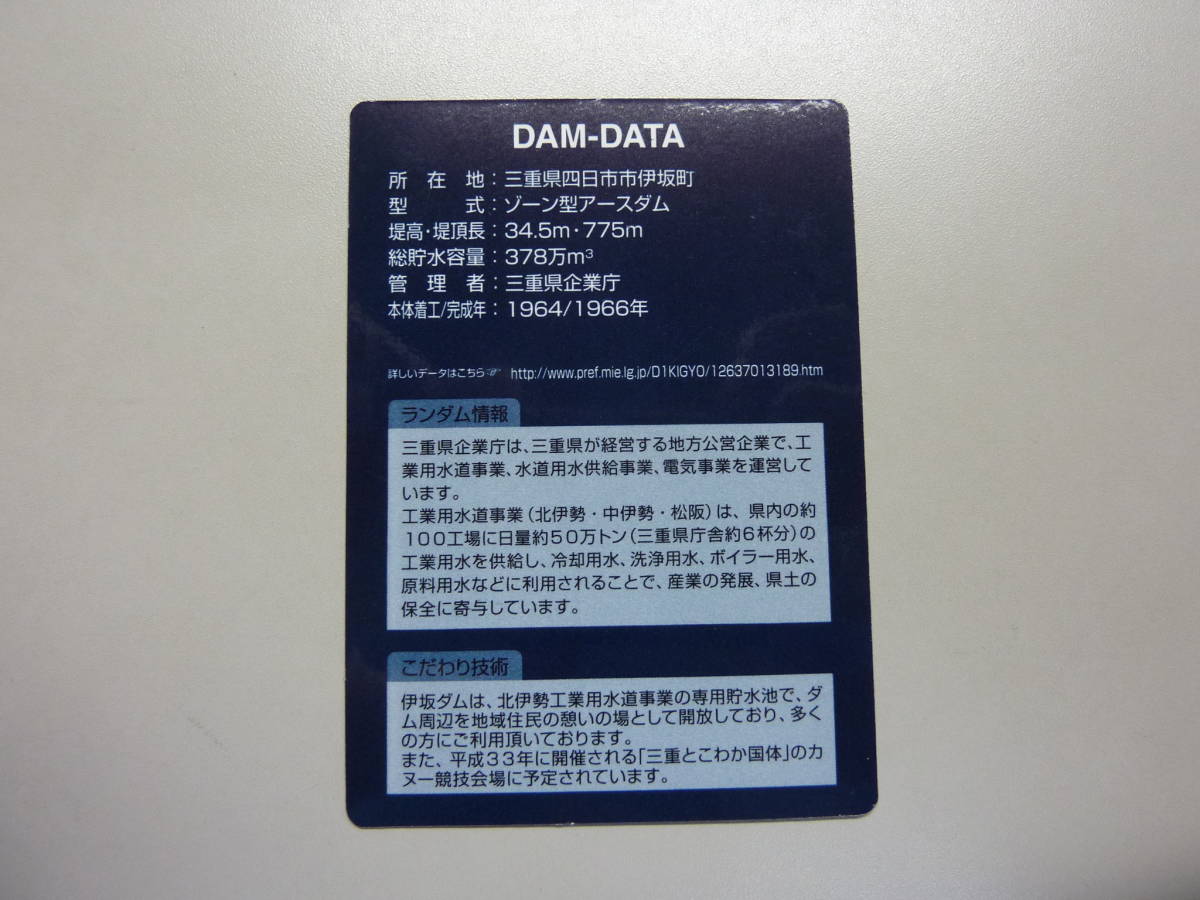 DAM-DATA
所在地：三重県四日市市伊坂町
型式：ゾーン型アースダム
堤高・堤頂長：34.5m・775m
総貯水容量：378万m³
管理者：三重県企業庁
本体着工/完成年：1964/1966年
詳しいデータはこちら☞ http://www.pref.mie.lg.jp/D1KIGYO/12637013189.htm
ランダム情報
三重県企業庁は、三重県が経営する地方公営企業で、工
業用水道事業、水道用水供給事業、電気事業を運営して
います。
工業用水道事業（北伊勢・中伊勢・松阪）は、県内の約
100工場に日量約50万トン（三重県庁舎約6杯分）の
工業用水を供給し、冷却用水、洗浄用水、ボイラー用水、
原料用水などに利用されることで、産業の発展、県土の
保全に寄与しています。
こだわり技術
伊坂ダムは、北伊勢工業用水道事業の専用貯水池で、ダ
ム周辺を地域住民の憩いの場として開放しており、多く
の方にご利用頂いております。
また、平成33年に開催される「三重とこわか国体」のカ
ヌー競技会場に予定されています。